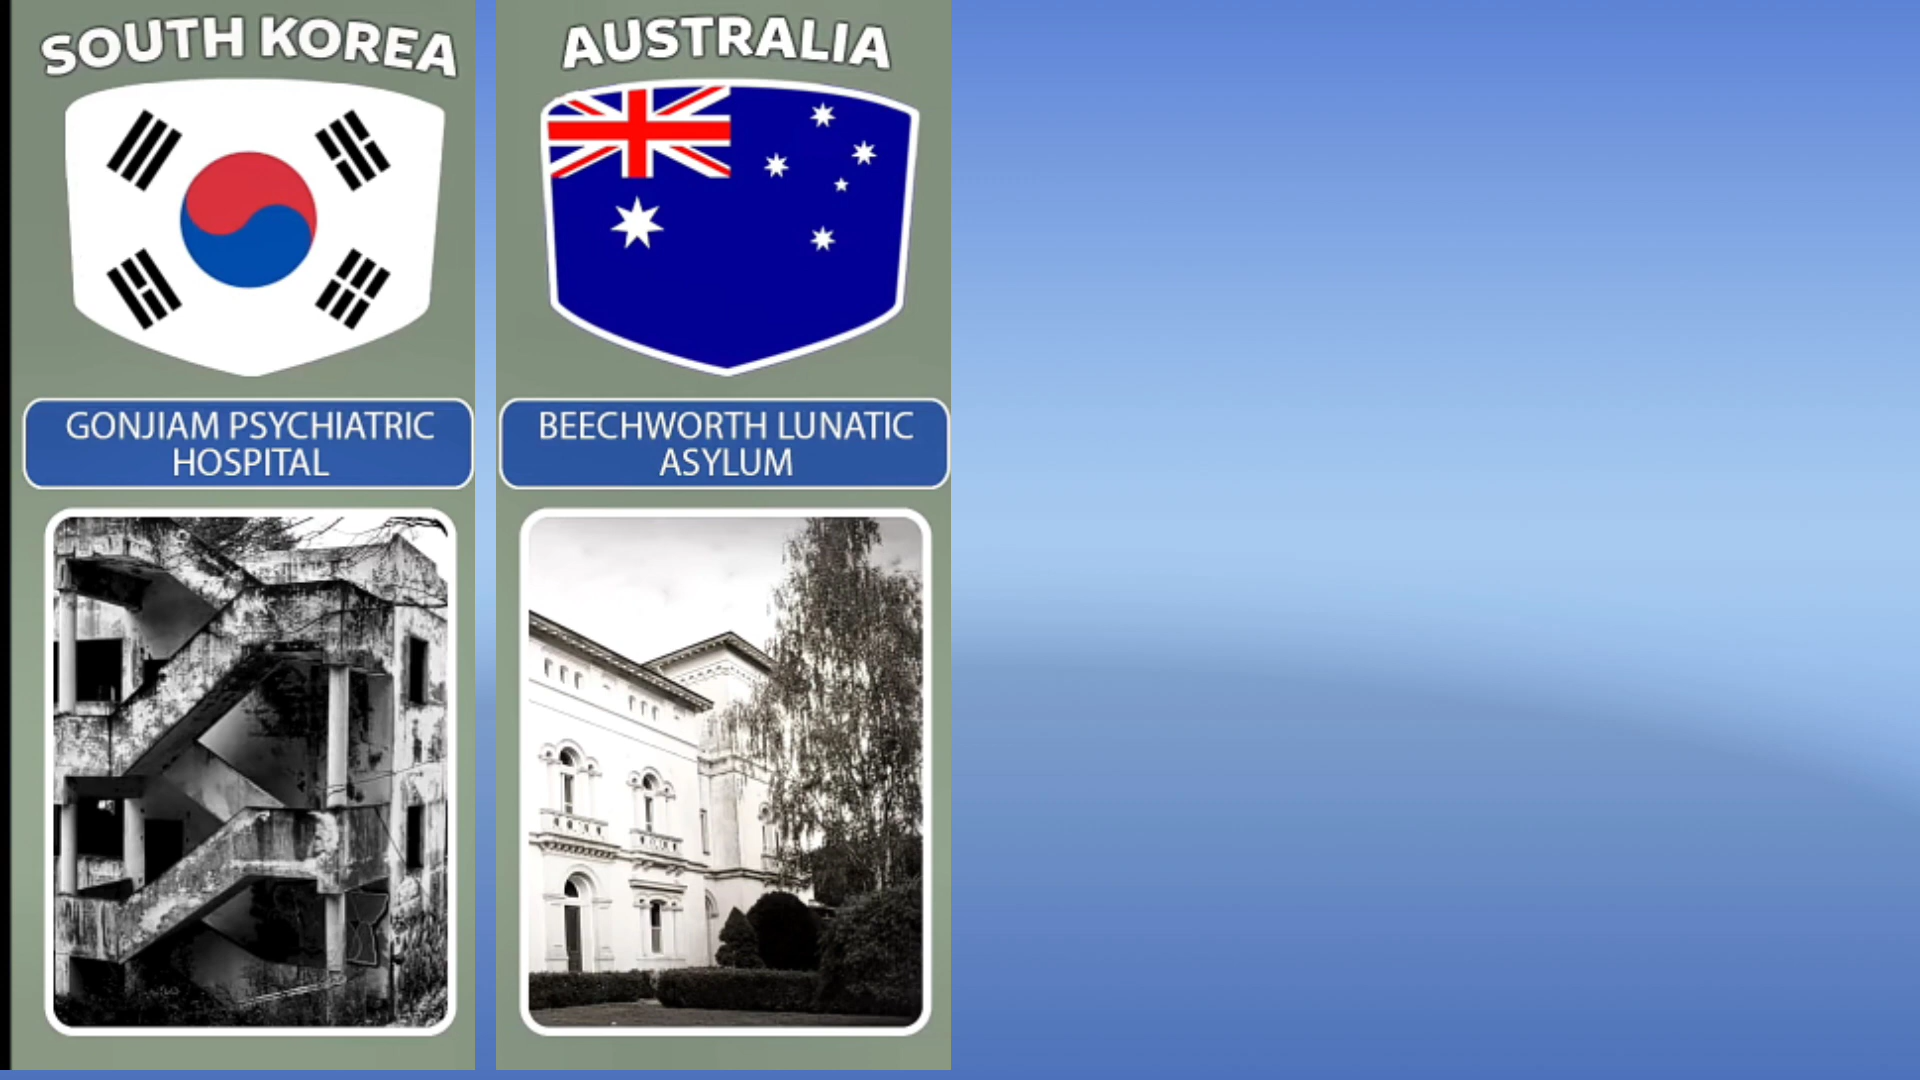 SOUTH KOREA
GONJIAM PSYCHIATRIC
HOSPITAL
AUSTRALIA
BEECHWORTH LUNATIC
ASYLUM